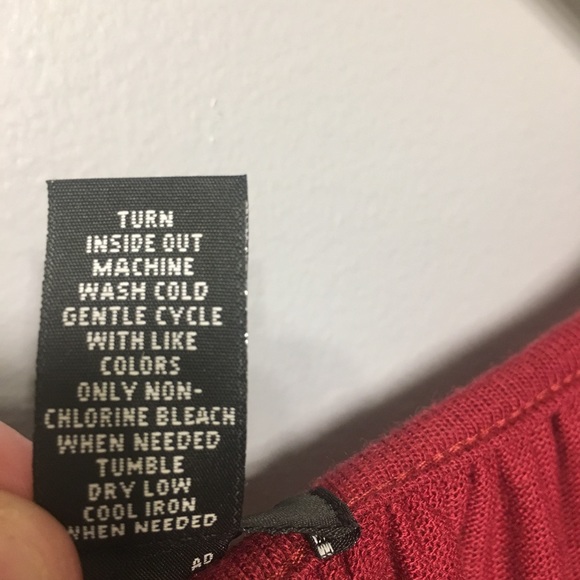 TURN
INSIDE OUT
MACHINE
WASH COLD
GENTLE CYCLE
WITH LIKE
COLORS
ONLY NON-
CHLORINE BLEACH
WHEN NEEDED
TUMBLE
DRY LOW
COOL IRON
WHEN NEEDED
AD